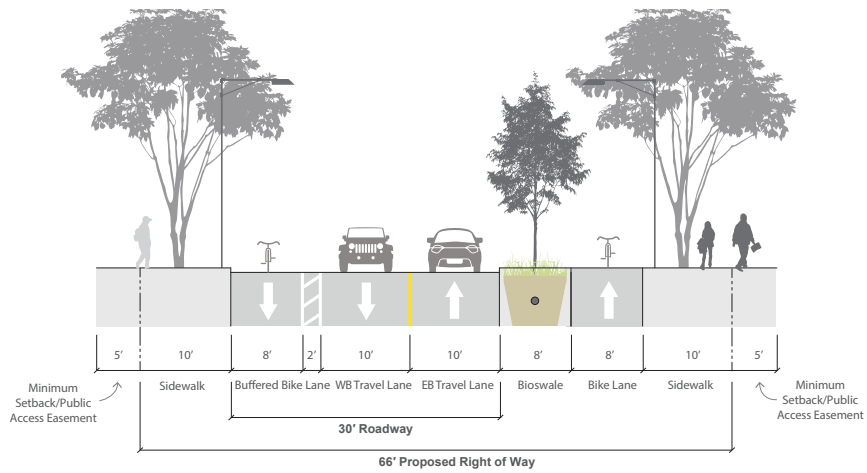 5′ 10′ 8′ 2′ 10′ 10′ 8′ 8′ 10′ 5′
Minimum
Setback/Public
Access Easement
Sidewalk Buffered Bike Lane WB Travel Lane EB Travel Lane Bioswale Bike Lane Sidewalk
Minimum
Setback/Public
Access Easement
30′ Roadway
66′ Proposed Right of Way